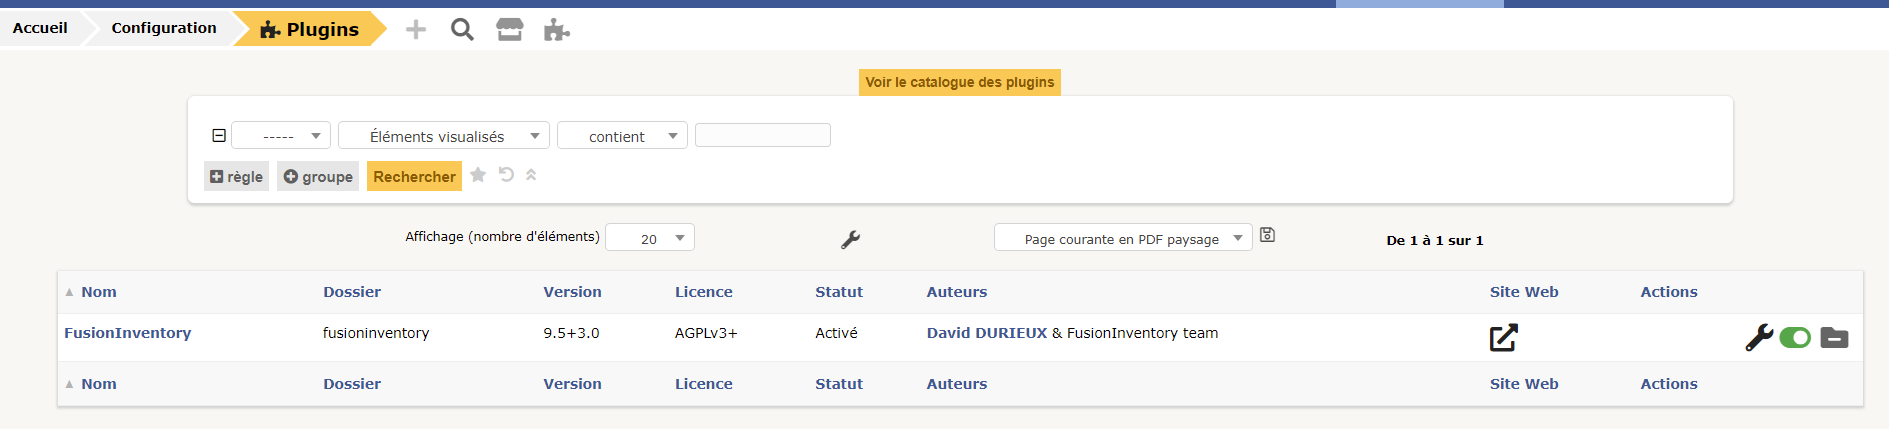 Accueil Configuration Plugins
Voir le catalogue des plugins
----- Éléments visualisés contient
règle groupe Rechercher
Affichage (nombre d'éléments) 20 Page courante en PDF paysage De 1 à 1 sur 1
Nom Dossier Version Licence Statut Auteurs Site Web Actions
FusionInventory fusioninventory 9.5+3.0 AGPLv3+ Activé David DURIEUX & FusionInventory team
Nom Dossier Version Licence Statut Auteurs Site Web Actions